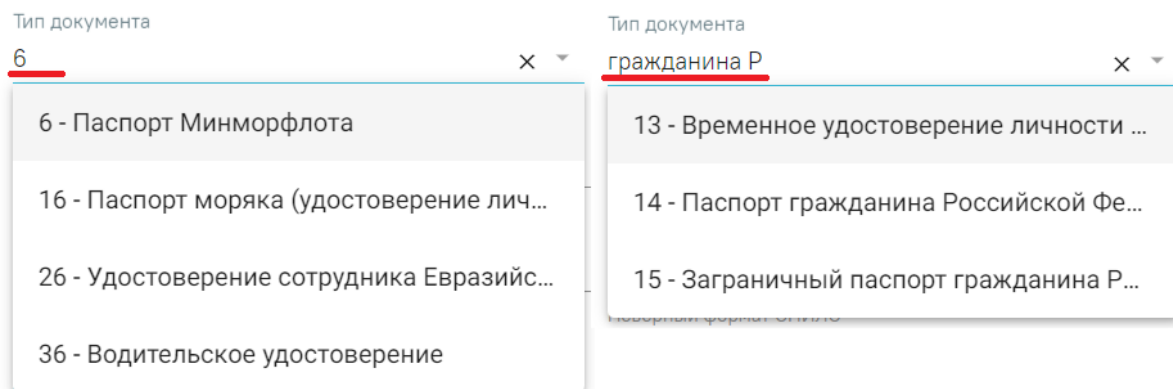 Тип документа
6
6 - Паспорт Минморфлота
16 - Паспорт моряка (удостоверение лич...
26 - Удостоверение сотрудника Евразийс...
36 - Водительское удостоверение
Тип документа
гражданина Р
13 - Временное удостоверение личности ...
14 - Паспорт гражданина Российской Фе...
15 - Заграничный паспорт гражданина Р...